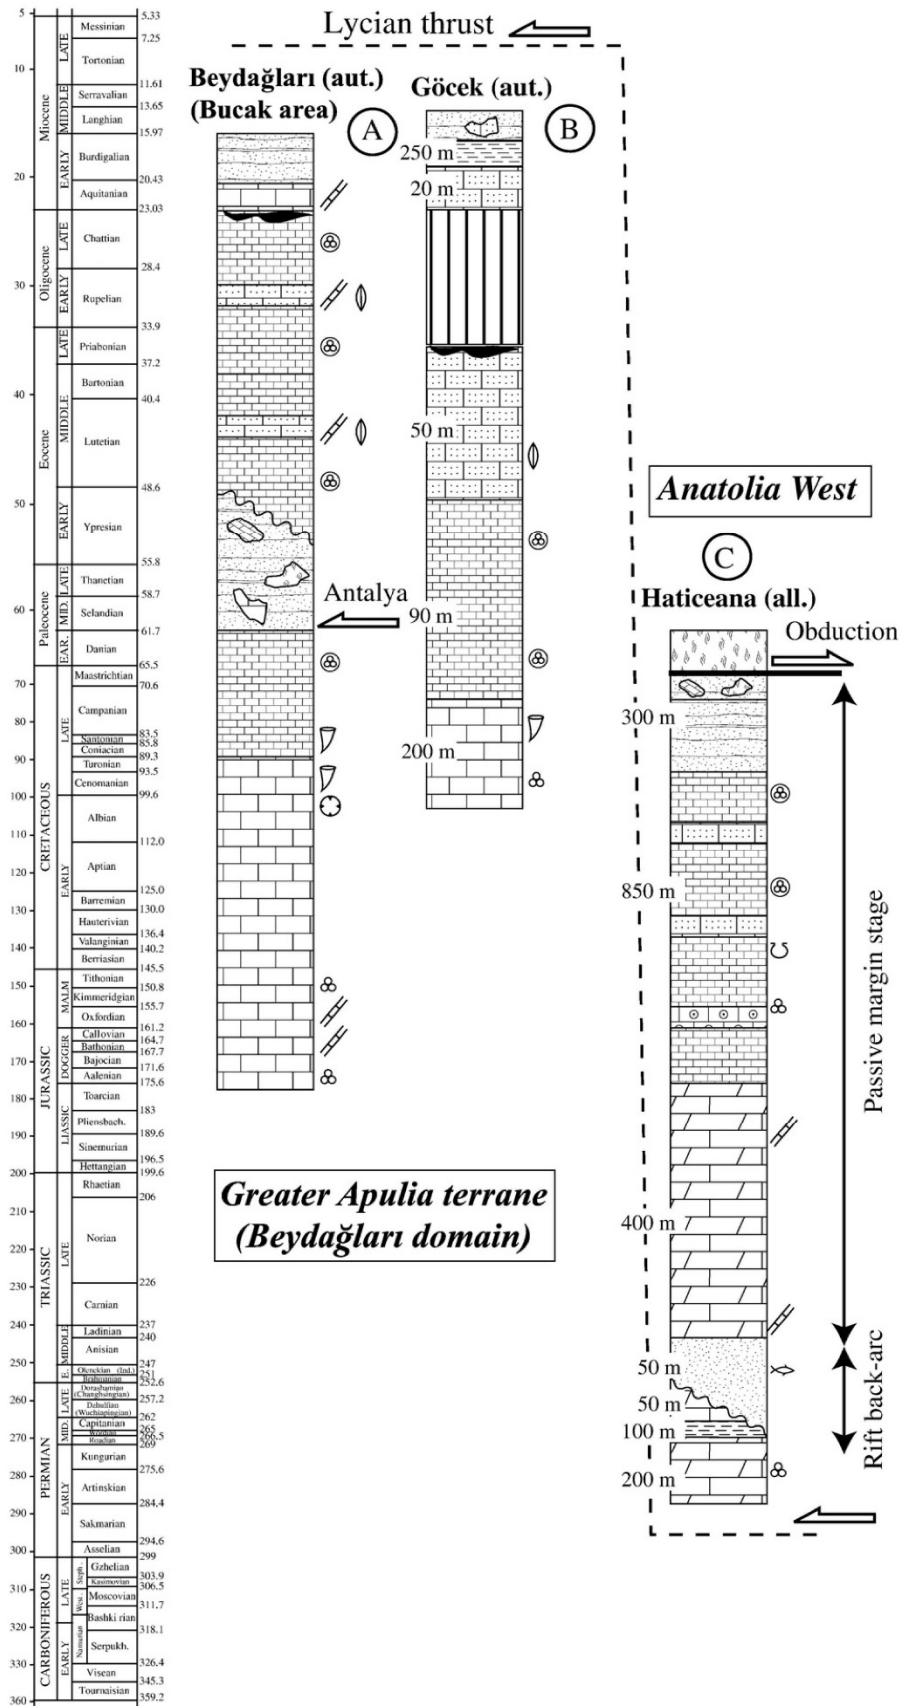 Lycian thrust
Beydağları (aut.)
(Bucak area)
A
Göcek (aut.)
B
250 m
20 m
50 m
90 m
200 m
Antalya
Anatolia West
C
Haticeana (all.)
Obduction
300 m
850 m
400 m
50 m
50 m
100 m
200 m
Passive margin stage
Rift back-arc
Greater Apulia terrane
(Beydağları domain)
5
10
20
30
40
50
60
70
80
90
100
110
120
130
140
150
160
170
180
190
200
210
220
230
240
250
260
270
280
290
300
310
320
330
360
Miocene
LATE
MIDDLE
EARLY
Oligocene
LATE
EARLY
Eocene
LATE
MIDDLE
EARLY
Paleocene
LATE
MID.
EAR.
CRETACEOUS
LATE
EARLY
JURASSIC
MALM
DOGGER
LIASSIC
TRIASSIC
LATE
MIDDLE
E.
PERMIAN
LATE
MID.
EARLY
CARBONIFEROUS
LATE
EARLY
Steph.
West.
Namurian
5.33
Messinian
7.25
Tortonian
11.61
Serravalian
13.65
Langhian
15.97
Burdigalian
20.43
Aquitanian
23.03
Chattian
28.4
Rupelian
33.9
Priabonian
37.2
Bartonian
40.4
Lutetian
48.6
Ypresian
55.8
Thanetian
58.7
Selandian
61.7
Danian
65.5
Maastrichtian
70.6
Campanian
83.5
Santonian
85.8
Coniacian
89.3
Turonian
93.5
Cenomanian
99.6
Albian
112.0
Aptian
125.0
Barremian
130.0
Hauterivian
136.4
Valanginian
140.2
Berriasian
145.5
Tithonian
150.8
Kimmeridgian
155.7
Oxfordian
161.2
Callovian
164.7
Bathonian
167.7
Bajocian
171.6
Aalenian
175.6
Toarcian
183
Pliensbach.
189.6
Sinemurian
196.5
Hettangian
199.6
Rhaetian
206
Norian
226
Carnian
237
Ladinian
240
Anisian
247
Olenekian (Ind.)
251
Brahmanian
252.6
Dorashamian
(Changhsingian)
257.2
Dzhulfian
(Wuchiapingian)
262
Capitanian
265
Wordian
266.5
Roadian
269
Kungurian
275.6
Artinskian
284.4
Sakmarian
294.6
Asselian
299
Gzhelian
303.9
Kasimovian
306.5
Moscovian
311.7
Bashki rian
318.1
Serpukh.
326.4
Visean
345.3
Tournaisian
359.2